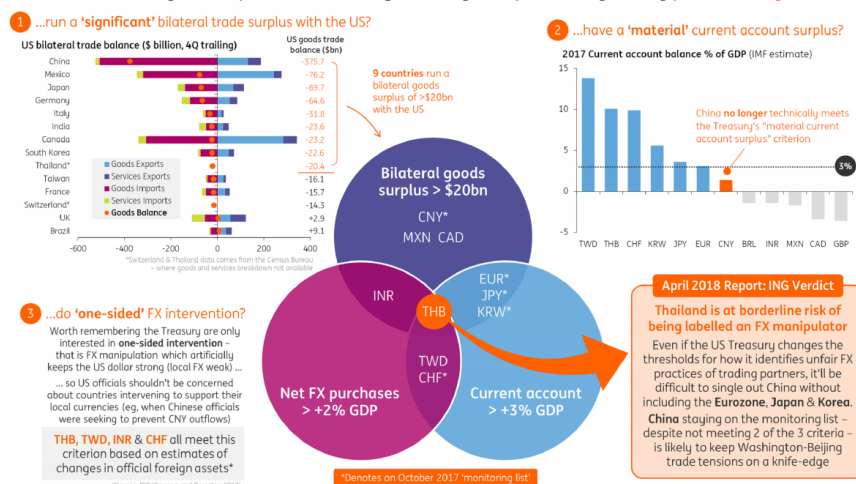 1 ...run a 'significant' bilateral trade surplus with the US?
US bilateral trade balance ($ billion, 4Q trailing)
US goods trade
balance ($bn)
China -375.7
Mexico -76.2
Japan -69.7
Germany -64.6
Italy -31.8
India -23.6
Canada -23.2
South Korea -22.6
Thailand* -20.4
Taiwan -16.1
France -15.7
Switzerland* -14.3
UK +2.9
Brazil +9.1
Goods Exports
Services Exports
Goods Imports
Services Imports
Goods Balance
-600 -400 -200 0 200 400
*Switzerland & Thailand data comes from the Census Bureau
– where goods and services breakdown not available
9 countries run a
bilateral goods
surplus of >$20bn
with the US
2 ...have a 'material' current account surplus?
2017 Current account balance % of GDP (IMF estimate)
15
10
5
0
-5
China no longer technically meets
the Treasury's "material current
account surplus" criterion
3%
TWD THB CHF KRW JPY EUR CNY BRL INR MXN CAD GBP
Bilateral goods
surplus > $20bn
CNY*
MXN CAD
INR
EUR*
JPY*
KRW*
THB
TWD
CHF*
Net FX purchases
> +2% GDP
Current account
> +3% GDP
*Denotes on October 2017 'monitoring list'
3 ...do 'one-sided' FX intervention?
Worth remembering the Treasury are only
interested in one-sided intervention –
that is FX manipulation which artificially
keeps the US dollar strong (local FX weak) ...
... so US officials shouldn't be concerned
about countries intervening to support their
local currencies (eg, when Chinese officials
were seeking to prevent CNY outflows)
THB, TWD, INR & CHF all meet this
criterion based on estimates of
changes in official foreign assets*
April 2018 Report: ING Verdict
Thailand is at borderline risk of
being labelled an FX manipulator
Even if the US Treasury changes the
thresholds for how it identifies unfair FX
practices of trading partners, it'll be
difficult to single out China without
including the Eurozone, Japan & Korea.
China staying on the monitoring list –
despite not meeting 2 of the 3 criteria –
is likely to keep Washington-Beijing
trade tensions on a knife-edge